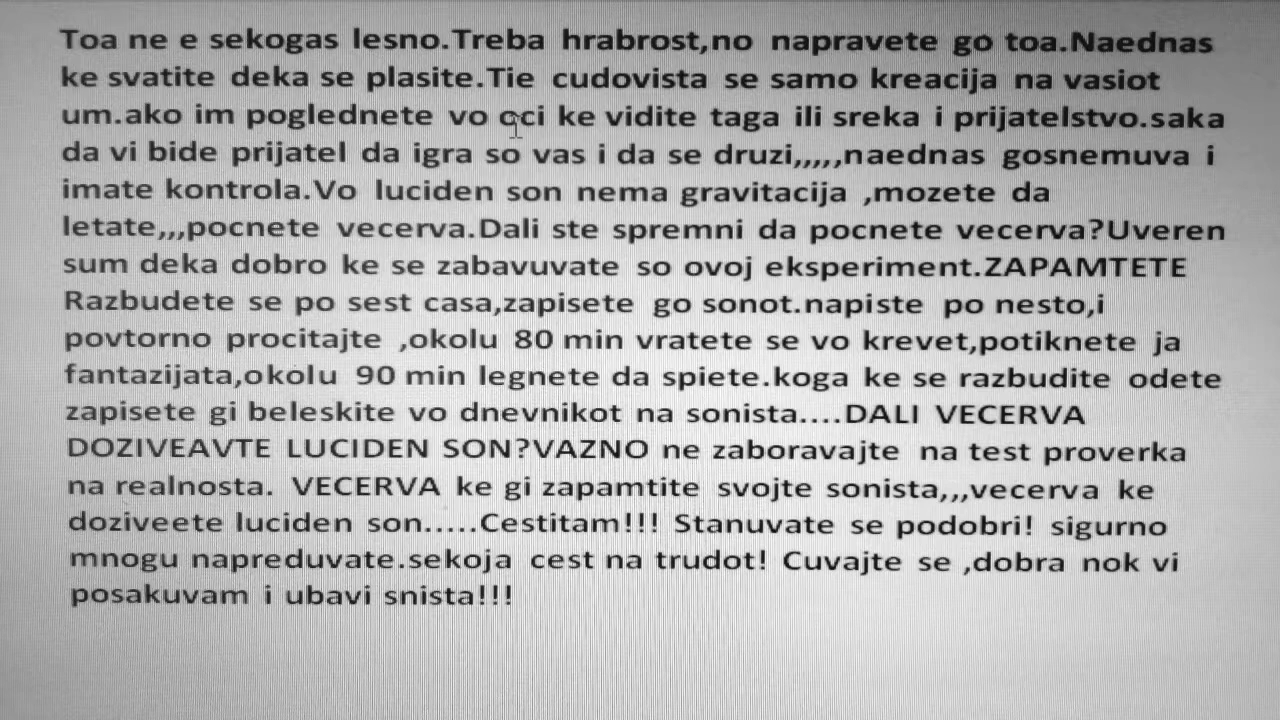 Toa ne e sekogas lesno.Treba hrabrost,no napravete go toa.Naednas
ke svatite deka se plasite.Tie cudovista se samo kreacija na vasiot
um.ako im poglednete vo oci ke vidite taga ili sreka i prijatelstvo.saka
da vi bide prijatel da igra so vas i da se druzi,,,,,naednas gosnemuva i
imate kontrola.Vo luciden son nema gravitacija ,mozete da
letate,,,pocnete vecerva.Dali ste spremni da pocnete vecerva?Uveren
sum deka dobro ke se zabavuvate so ovoj eksperiment.ZAPAMTETE
Razbudete se po sest casa,zapisete go sonot.napiste po nesto,i
povtorno procitajte ,okolu 80 min vratete se vo krevet,potiknete ja
fantazijata,okolu 90 min legnete da spiete.koga ke se razbudite odete
zapisete gi beleskite vo dnevnikot na sonista....DALI VECERVA
DOZIVEAVTE LUCIDEN SON?VAZNO ne zaboravajte na test proverka
na realnosta. VECERVA ke gi zapamtite svojte sonista,,,vecerva ke
doziveete luciden son.....Cestitam!!! Stanuvate se podobri! sigurno
mnogu napreduvate.sekoja cest na trudot! Cuvajte se ,dobra nok vi
posakuvam i ubavi snista!!!